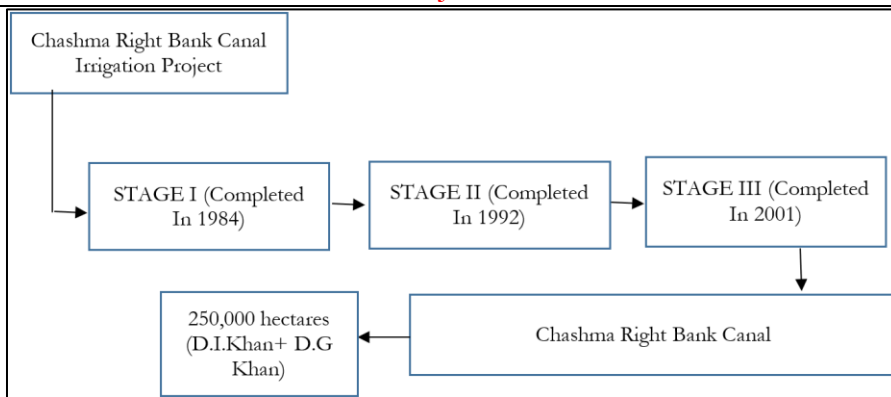 Chashma Right Bank Canal
Irrigation Project
STAGE I (Completed
In 1984)
STAGE II (Completed
In 1992)
STAGE III (Completed
In 2001)
Chashma Right Bank Canal
250,000 hectares
(D.I.Khan+ D.G
Khan)